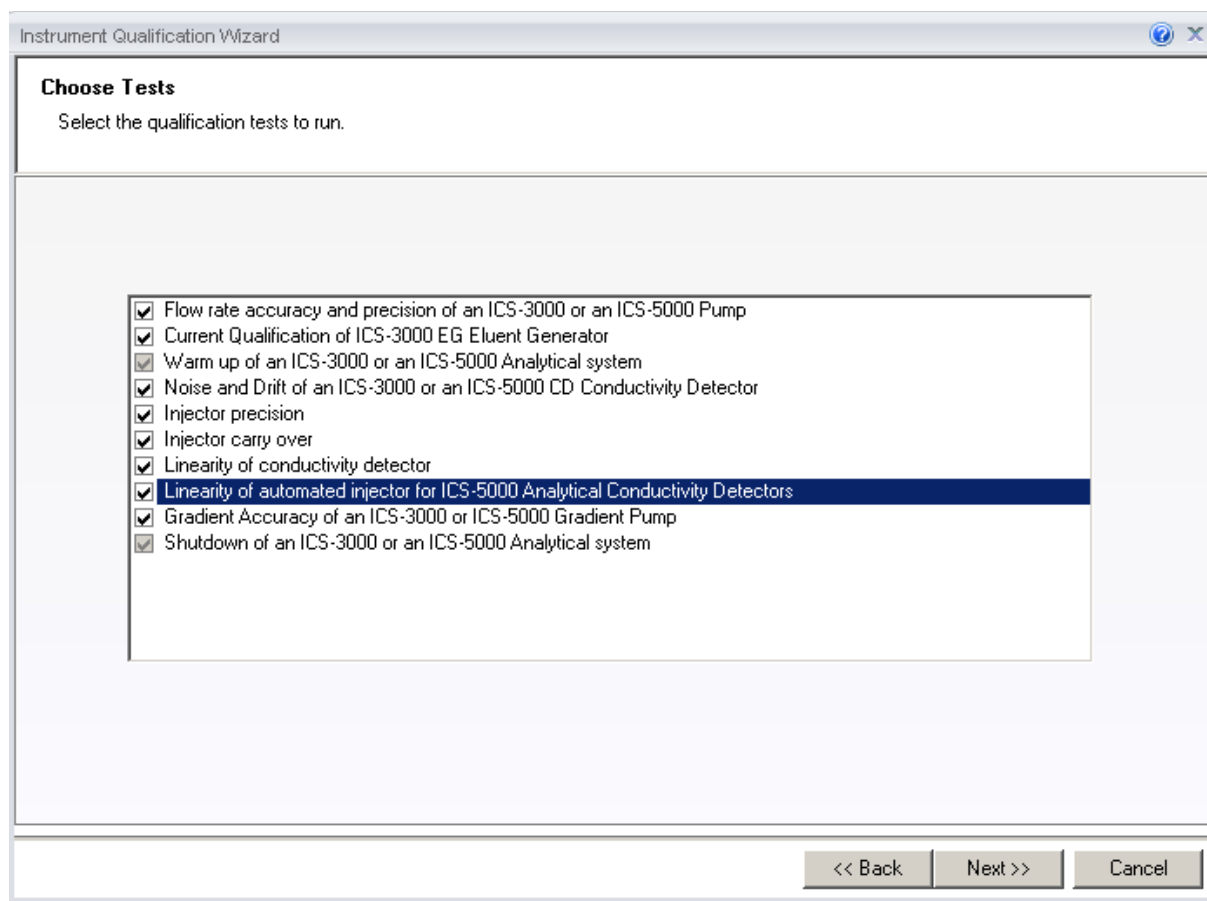 Instrument Qualification Wizard
Choose Tests
Select the qualification tests to run.
Flow rate accuracy and precision of an ICS-3000 or an ICS-5000 Pump
Current Qualification of ICS-3000 EG Eluent Generator
Warm up of an ICS-3000 or an ICS-5000 Analytical system
Noise and Drift of an ICS-3000 or an ICS-5000 CD Conductivity Detector
Injector precision
Injector carry over
Linearity of conductivity detector
Linearity of automated injector for ICS-5000 Analytical Conductivity Detectors
Gradient Accuracy of an ICS-3000 or ICS-5000 Gradient Pump
Shutdown of an ICS-3000 or an ICS-5000 Analytical system
<< Back Next >> Cancel